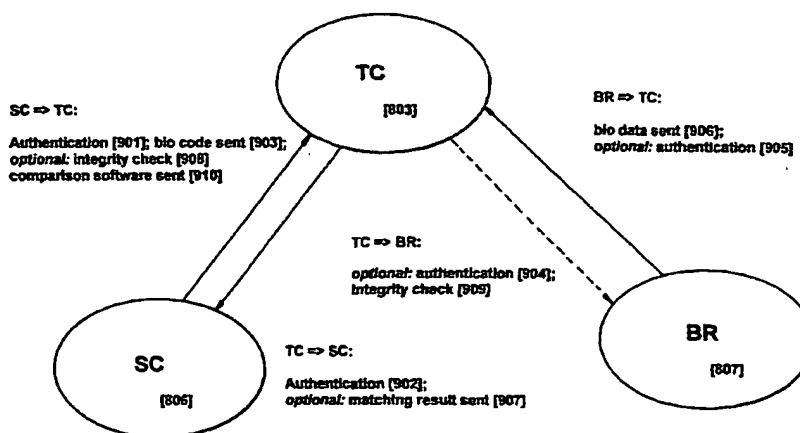 TC
[803]
SC => TC:
Authentication [901]; bio code sent [903];
optional: integrity check [908]
comparison software sent [910]
BR => TC:
bio data sent [906];
optional: authentication [905]
TC => BR:
optional: authentication [904];
integrity check [909]
SC
[806]
TC => SC:
Authentication [902];
optional: matching result sent [907]
BR
[807]